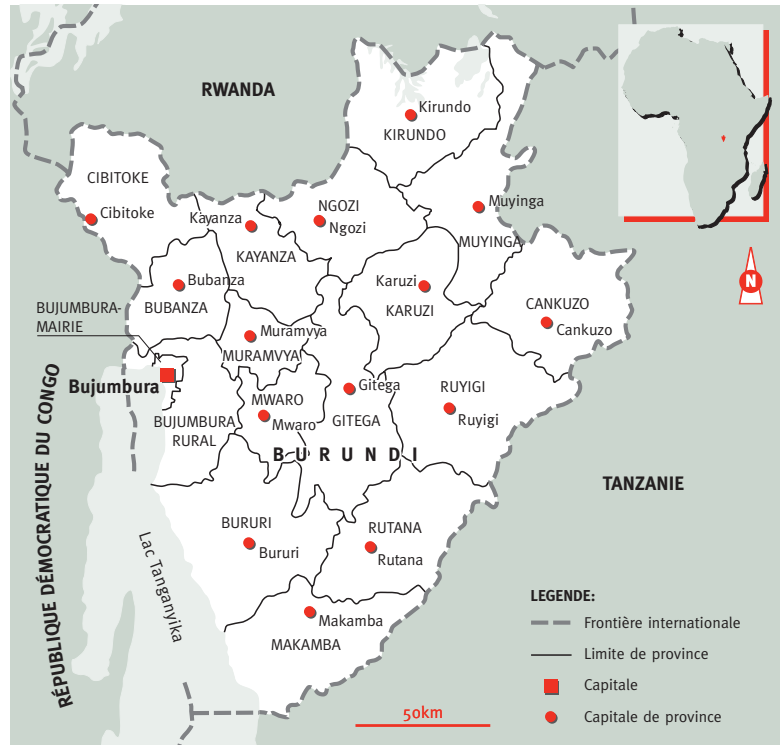 RWANDA
Kirundo
KIRUNDO
CIBITOKE
Cibitoke
Kayanza
KAYANZA
NGOZI
Ngozi
Muyinga
MUYINGA
Bubanza
BUBANZA
Karuzi
KARUZI
CANKUZO
Cankuzo
N
BUJUMBURA-
MAIRIE
Muramvya
MURAMVYA
Bujumbura
BUJUMBURA
RURAL
MWARO
Mwaro
Gitega
GITEGA
RUYIGI
Ruyigi
BURUNDI
TANZANIE
RÉPUBLIQUE DÉMOCRATIQUE DU CONGO
Lac Tanganyika
BURURI
Bururi
RUTANA
Rutana
Makamba
MAKAMBA
50km
LEGENDE:
Frontière internationale
Limite de province
Capitale
Capitale de province